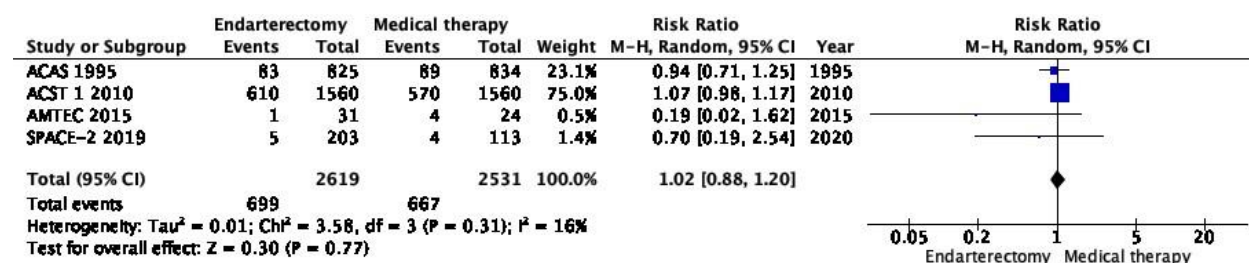 Endarterectomy Medical therapy Risk Ratio Risk Ratio
Study or Subgroup Events Total Events Total Weight M-H, Random, 95% CI Year M-H, Random, 95% CI
ACAS 1995 83 825 89 834 23.1% 0.94 [0.71, 1.25] 1995
ACST 1 2010 610 1560 570 1560 75.0% 1.07 [0.98, 1.17] 2010
AMTEC 2015 1 31 4 24 0.5% 0.19 [0.02, 1.62] 2015
SPACE-2 2019 5 203 4 113 1.4% 0.70 [0.19, 2.54] 2020
Total (95% CI) 2619 2531 100.0% 1.02 [0.88, 1.20]
Total events 699 667
Heterogeneity: Tau² = 0.01; Chi² = 3.58, df = 3 (P = 0.31); I² = 16%
Test for overall effect: Z = 0.30 (P = 0.77)
0.05 0.2 1 5 20
Endarterectomy Medical therapy